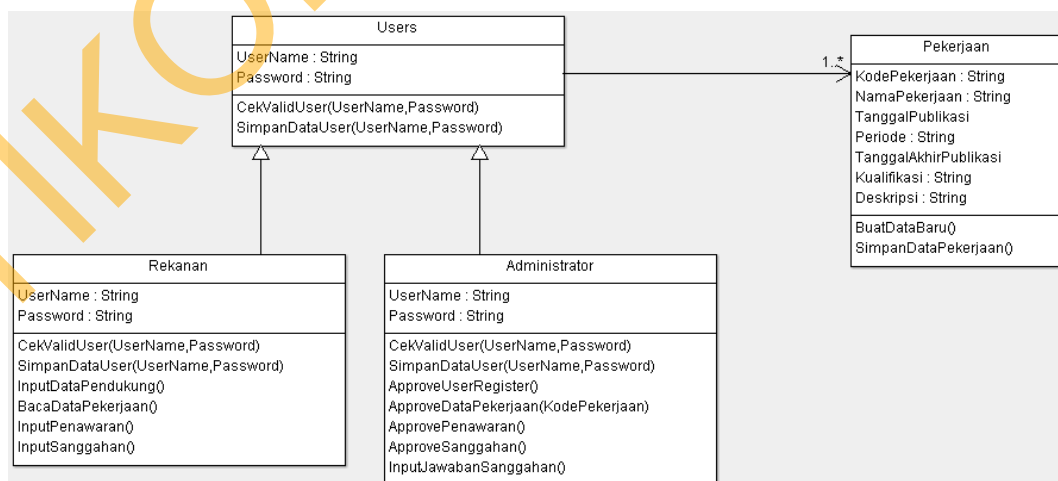 Users
UserName : String
Password : String
CekValidUser(UserName,Password)
SimpanDataUser(UserName,Password)
1..*
Pekerjaan
KodePekerjaan : String
NamaPekerjaan : String
TanggalPublikasi
Periode : String
TanggalAkhirPublikasi
Kualifikasi : String
Deskripsi : String
BuatDataBaru()
SimpanDataPekerjaan()
Rekanan
UserName : String
Password : String
CekValidUser(UserName,Password)
SimpanDataUser(UserName,Password)
InputDataPendukung()
BacaDataPekerjaan()
InputPenawaran()
InputSanggahan()
Administrator
UserName : String
Password : String
CekValidUser(UserName,Password)
SimpanDataUser(UserName,Password)
ApproveUserRegister()
ApproveDataPekerjaan(KodePekerjaan)
ApprovePenawaran()
ApproveSanggahan()
InputJawabanSanggahan()
IKO